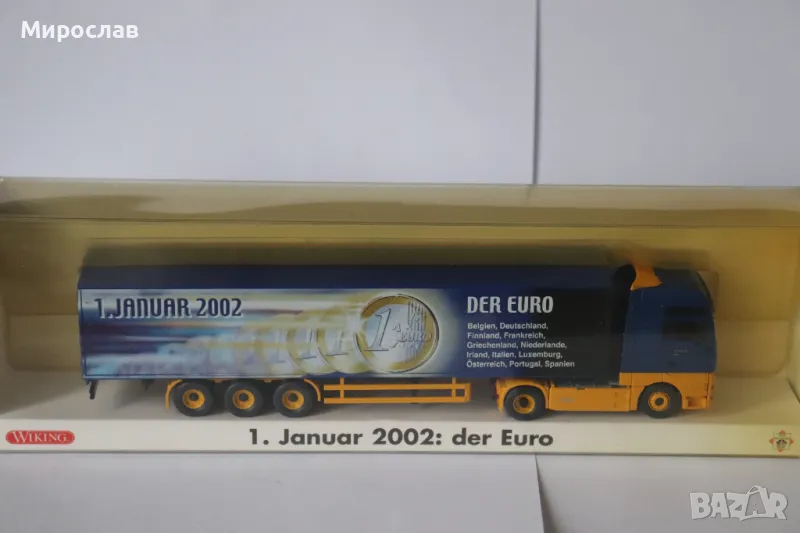 Мирослав
1.JANUAR 2002
DER EURO
Belgien, Deutschland,
Finnland, Frankreich,
Griechenland, Niederlande,
Irland, Italien, Luxemburg,
Österreich, Portugal, Spanien
1
EURO
WIKING
1. Januar 2002: der Euro
BAZAR